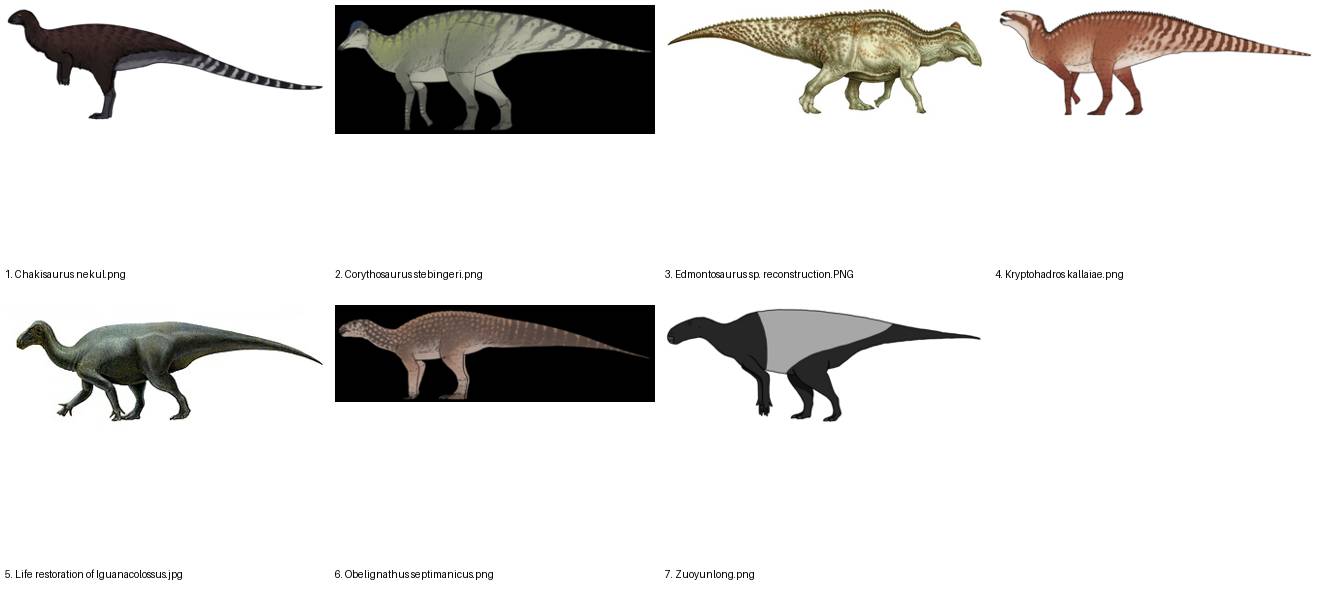 1. Chakisaurus nekul.png
2. Corythosaurus stebingeri.png
3. Edmontosaurus sp. reconstruction.PNG
4. Kryptohadros kallaiae.png
5. Life restoration of Iguanacolossus.jpg
6. Obelignathus septimanicus.png
7. Zuoyunlong.png